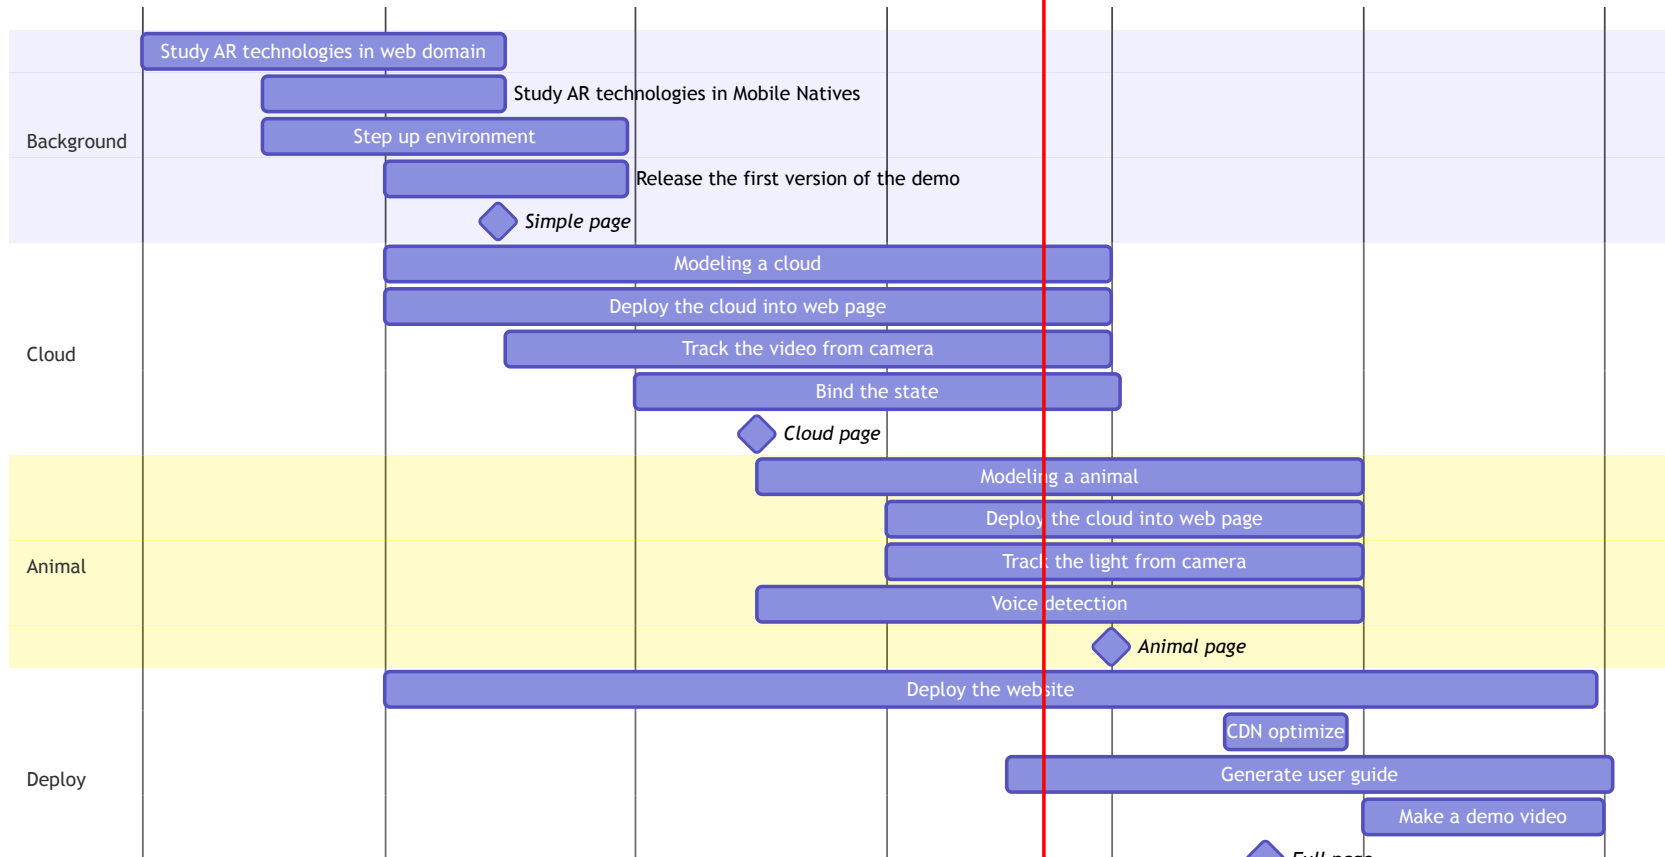 Study AR technologies in web domain
Study AR technologies in Mobile Natives
Step up environment
Background
Release the first version of the demo
Simple page
Modeling a cloud
Deploy the cloud into web page
Track the video from camera
Cloud
Bind the state
Cloud page
Modeling a animal
Deploy the cloud into web page
Track the light from camera
Animal
Voice detection
Animal page
Deploy the website
CDN optimize
Generate user guide
Deploy
Make a demo video
Full page